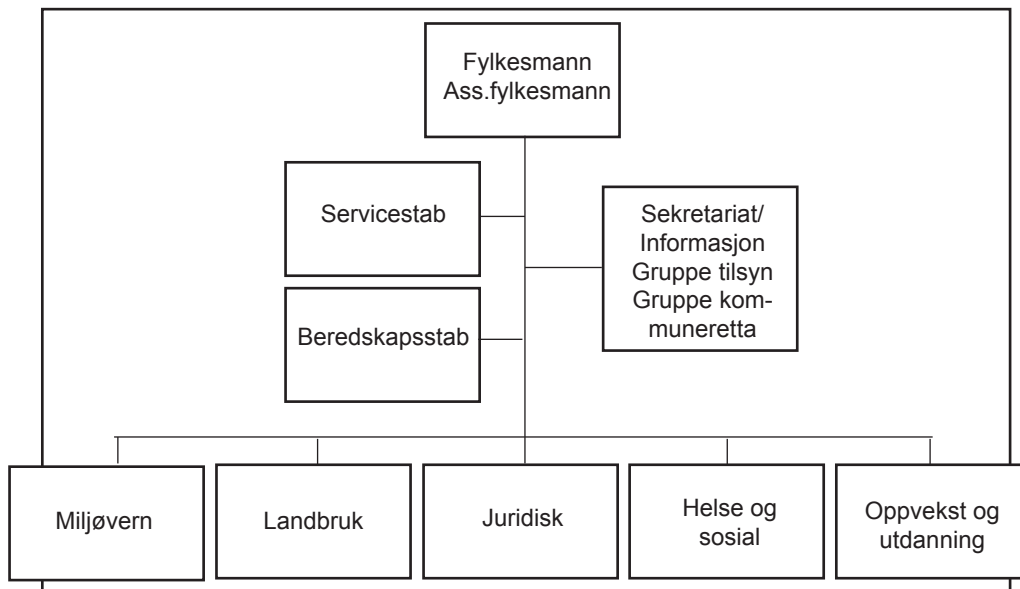 Fylkesmann
Ass.fylkesmann
Servicestab
Sekretariat/
Informasjon
Gruppe tilsyn
Gruppe kom-
muneretta
Beredskapsstab
Miljøvern
Landbruk
Juridisk
Helse og
sosial
Oppvekst og
utdanning